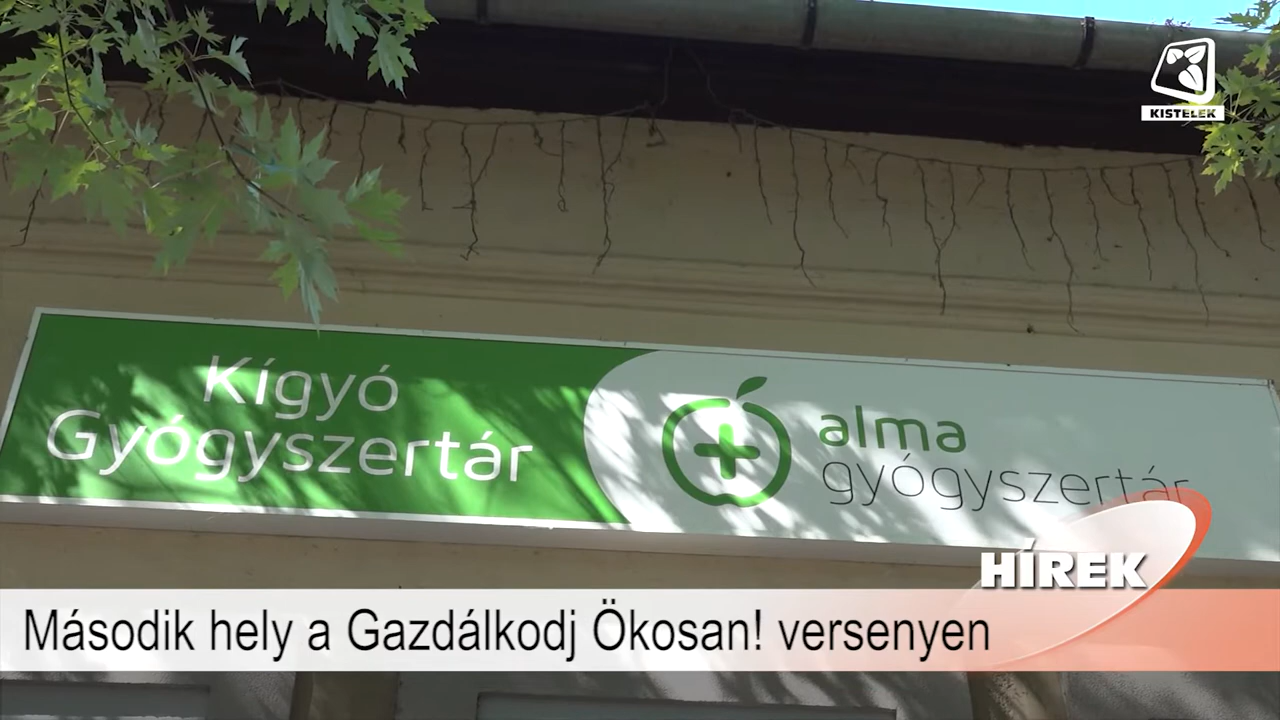 KISTELEK
Kígyó
Gyógyszertár
alma
gyógyszertár
HÍREK
Második hely a Gazdálkodj Ökosan! versenyen